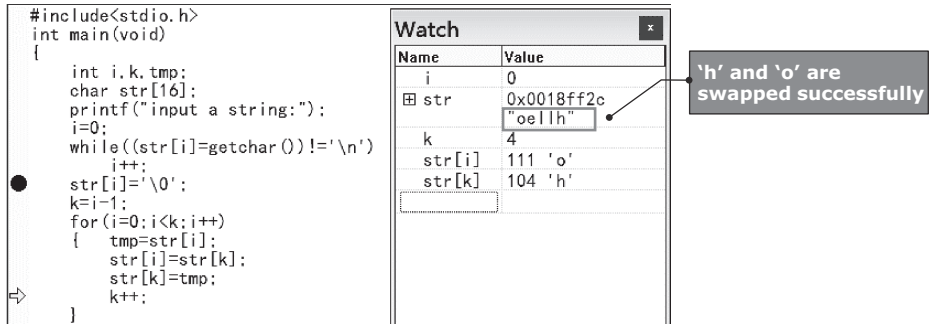 #include<stdio.h>
int main(void)
{
int i,k,tmp;
char str[16];
printf("input a string:");
i=0;
while((str[i]=getchar())!='\n')
i++;
str[i]='\0';
k=i-1;
for(i=0;i<k;i++)
{ tmp=str[i];
str[i]=str[k];
str[k]=tmp;
k++;
}
Watch
x
Name Value
i 0
str 0x0018ff2c
"oellh"
k 4
str[i] 111 'o'
str[k] 104 'h'
‘h’ and ‘o’ are
swapped successfully